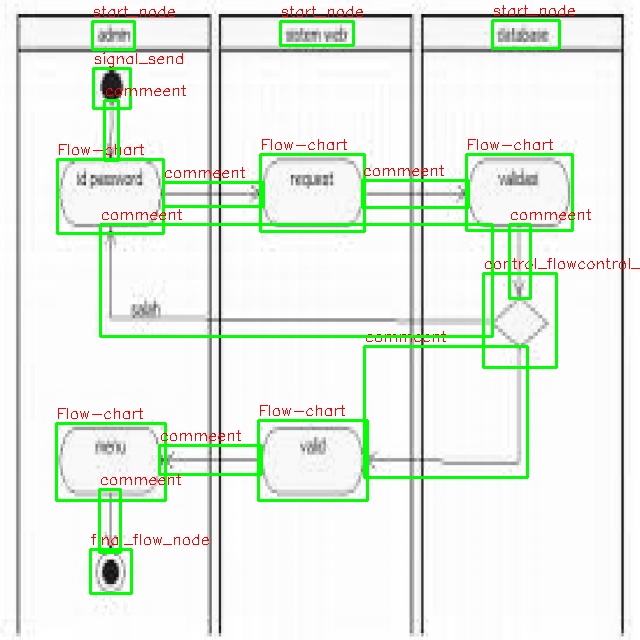 start_node
start_node
start_node
admin
sistem web
database
signal_send
commeent
Flow-chart
Flow-chart
Flow-chart
commeent
commeent
id password
request
validasi
commeent
commeent
control_flowcontrol_
salah
commeent
Flow-chart
Flow-chart
commeent
menu
valid
commeent
final_flow_node